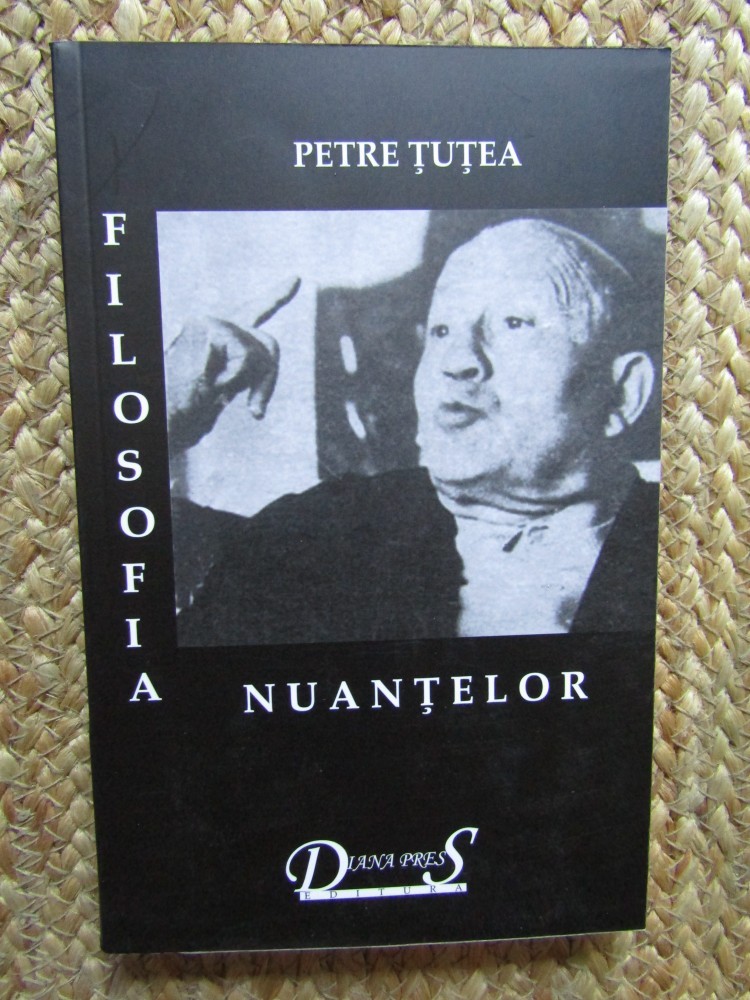 PETRE ŢUŢEA
FILOSOFIA
NUANŢELOR
DIANA PRESS
EDITURA